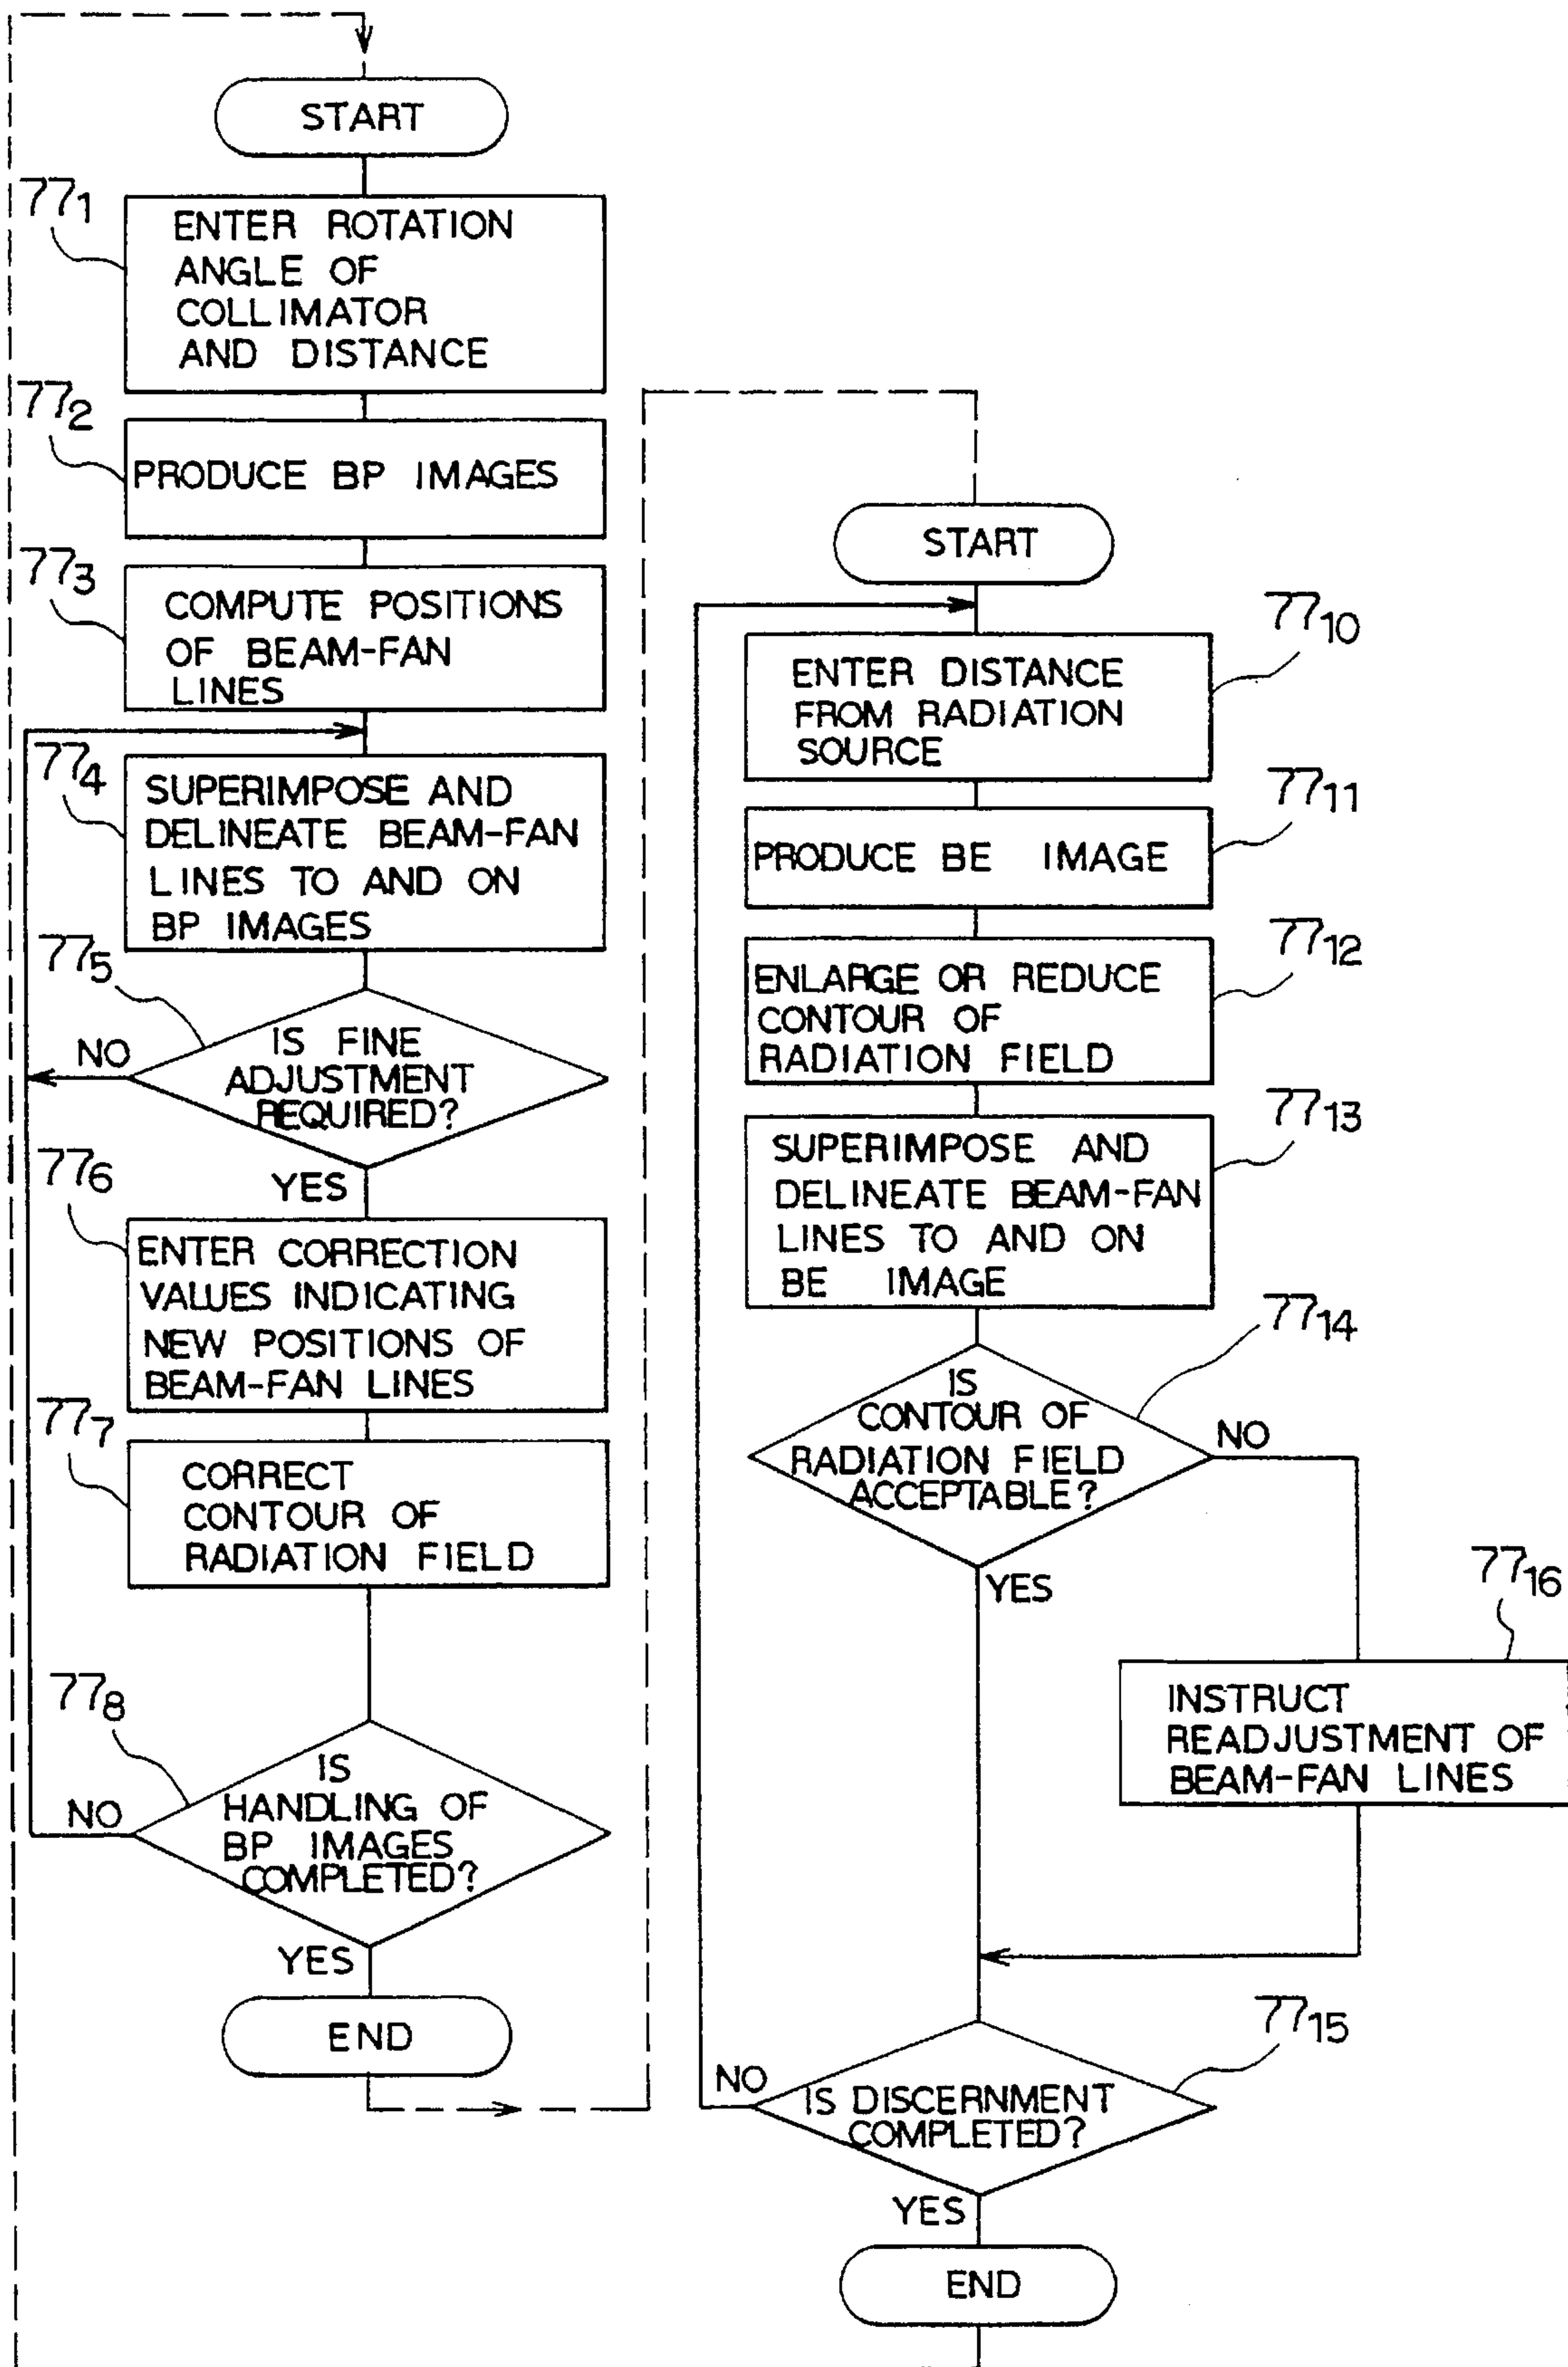 START
77₁
ENTER ROTATION
ANGLE OF
COLLIMATOR
AND DISTANCE
77₂
PRODUCE BP IMAGES
77₃
COMPUTE POSITIONS
OF BEAM-FAN
LINES
77₄
SUPERIMPOSE AND
DELINEATE BEAM-FAN
LINES TO AND ON
BP IMAGES
77₅
NO
IS FINE
ADJUSTMENT
REQUIRED?
YES
77₆
ENTER CORRECTION
VALUES INDICATING
NEW POSITIONS OF
BEAM-FAN LINES
77₇
CORRECT
CONTOUR OF
RADIATION FIELD
77₈
NO
IS
HANDLING OF
BP IMAGES
COMPLETED?
YES
END
START
77₁₀
ENTER DISTANCE
FROM RADIATION
SOURCE
77₁₁
PRODUCE BE IMAGE
77₁₂
ENLARGE OR REDUCE
CONTOUR OF
RADIATION FIELD
77₁₃
SUPERIMPOSE AND
DELINEATE BEAM-FAN
LINES TO AND ON
BE IMAGE
77₁₄
IS
CONTOUR OF
RADIATION FIELD
ACCEPTABLE?
NO
YES
77₁₆
INSTRUCT
READJUSTMENT OF
BEAM-FAN LINES
77₁₅
NO
IS DISCERNMENT
COMPLETED?
YES
END